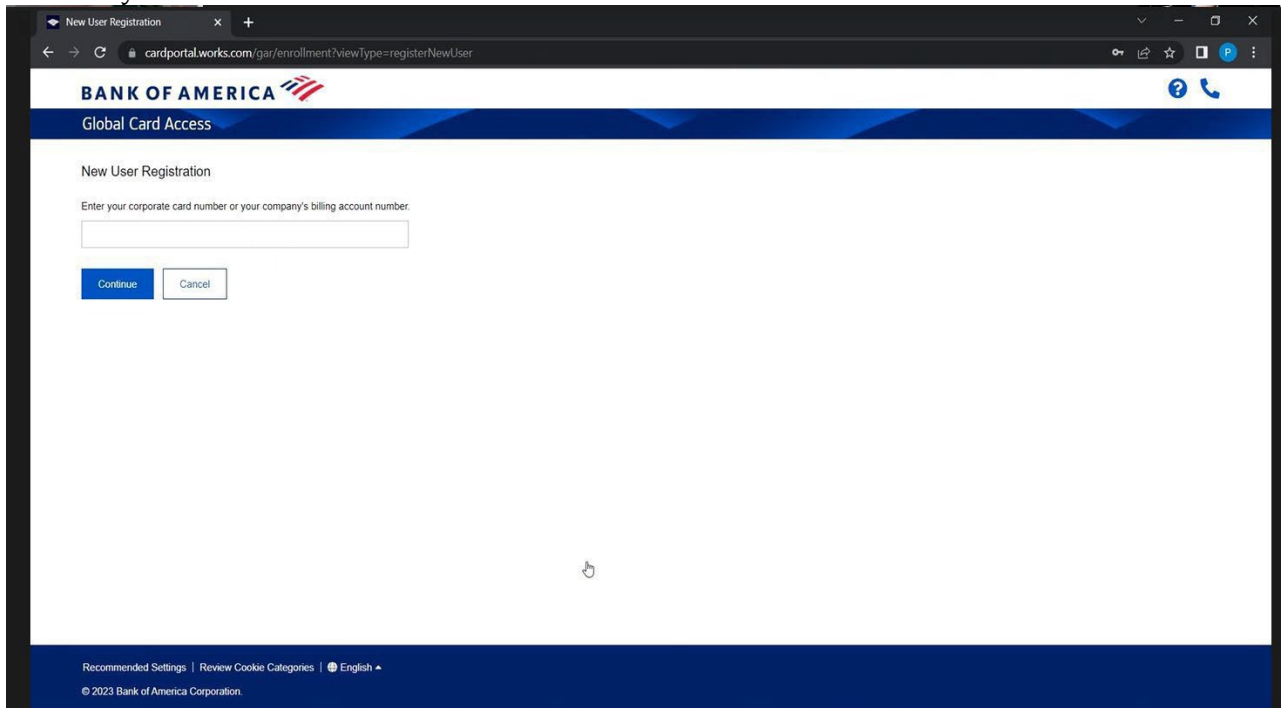 New User Registration
cardportal.works.com/gar/enrollment?viewType=registerNewUser
P
BANK OF AMERICA
Global Card Access
New User Registration
Enter your corporate card number or your company's billing account number.
Continue Cancel
Recommended Settings | Review Cookie Categories | English
© 2023 Bank of America Corporation.